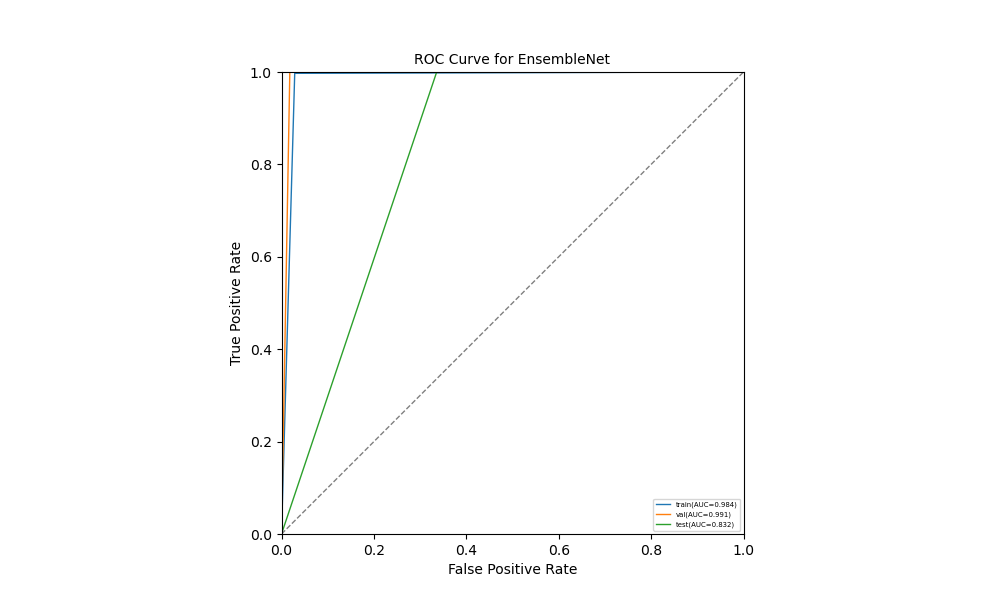 ROC Curve for EnsembleNet
1.0
0.8
0.6
0.4
0.2
0.0
True Positive Rate
0.0 0.2 0.4 0.6 0.8 1.0
False Positive Rate
train(AUC=0.984)
val(AUC=0.991)
test(AUC=0.832)